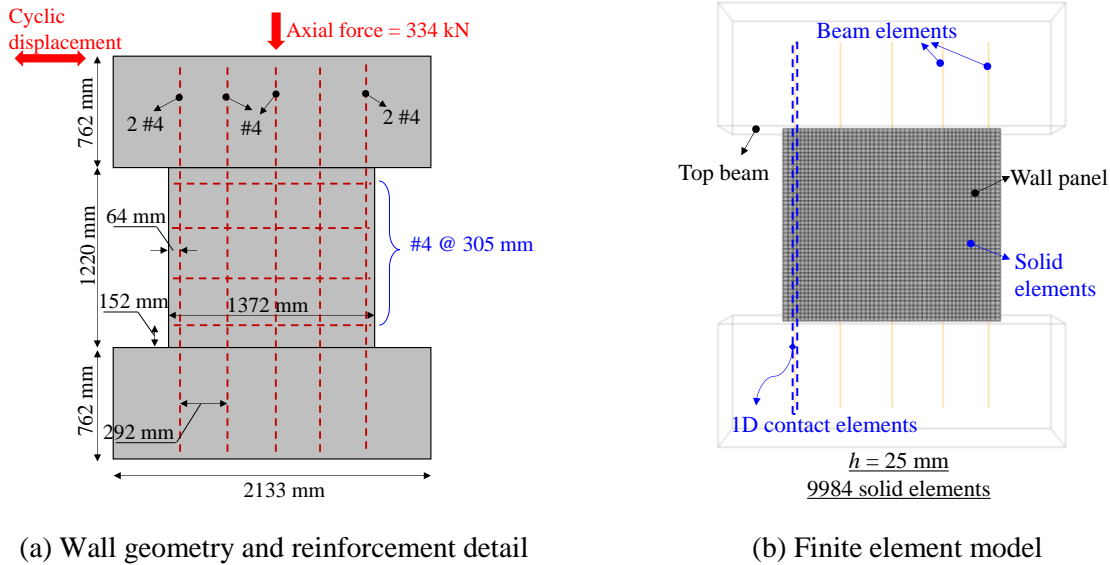 Cyclic
displacement
Axial force = 334 kN
762 mm
2 #4
#4
2 #4
1220 mm
64 mm
#4 @ 305 mm
152 mm
1372 mm
762 mm
292 mm
2133 mm
(a) Wall geometry and reinforcement detail
Beam elements
Top beam
Wall panel
Solid
elements
1D contact elements
h = 25 mm
9984 solid elements
(b) Finite element model